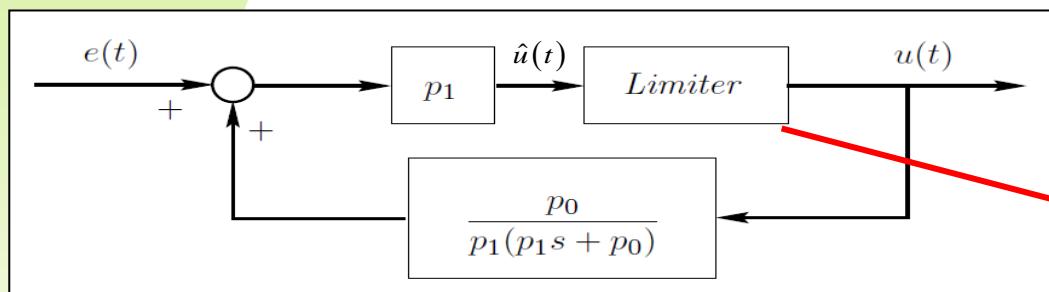 e(t)
+
+
p₁
û(t)
Limiter
u(t)
p₀
p₁(p₁s + p₀)